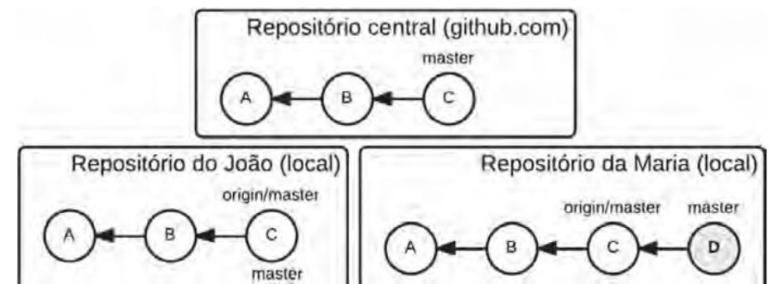 Repositório central (github.com)
master
A B C
Repositório do João (local)
origin/master
A B C
master
Repositório da Maria (local)
origin/master master
A B C D